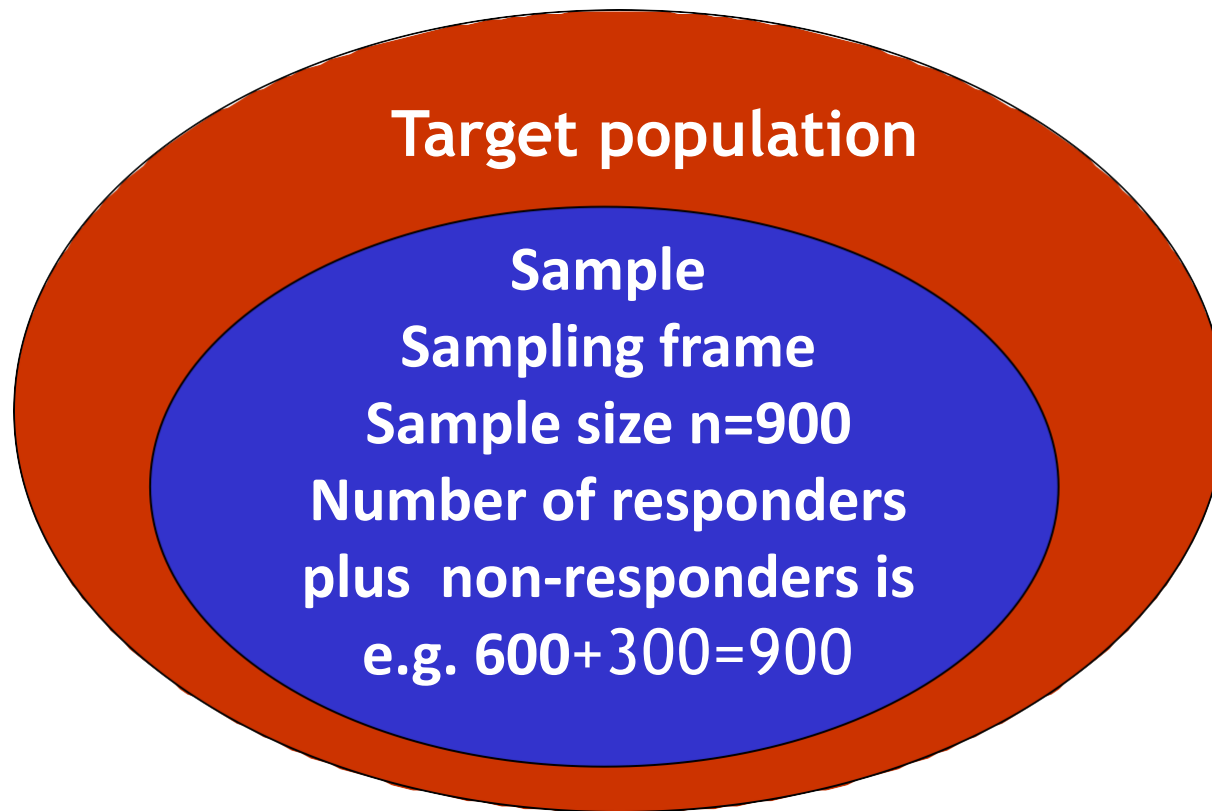 Target population
Sample
Sampling frame
Sample size n=900
Number of responders
plus  non-responders is
e.g. 600+300=900